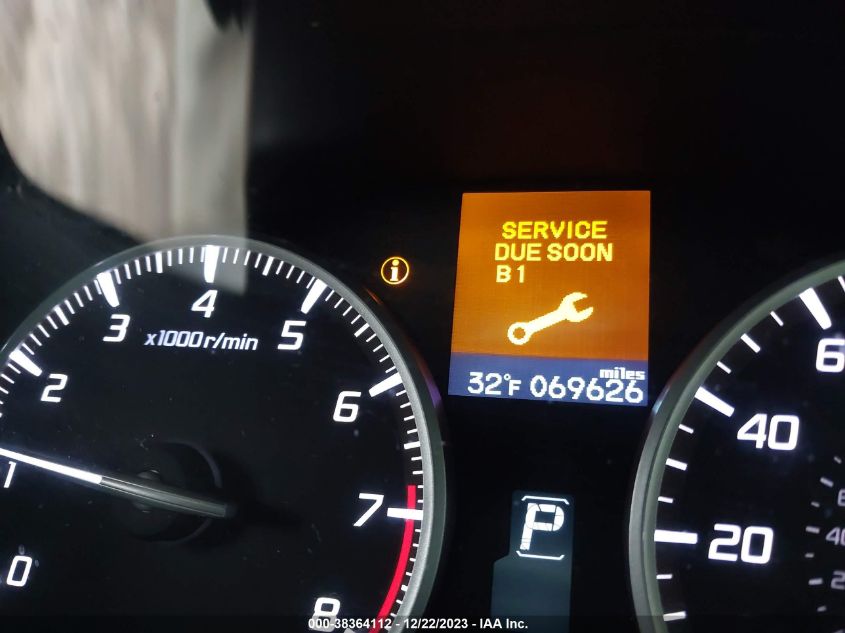 SERVICE
DUE SOON
B1
i
miles
32°F 069626
0
1
2
3
4
5
6
7
8
x1000r/min
P
20
40
6
000-38364112 - 12/22/2023 - IAA Inc.